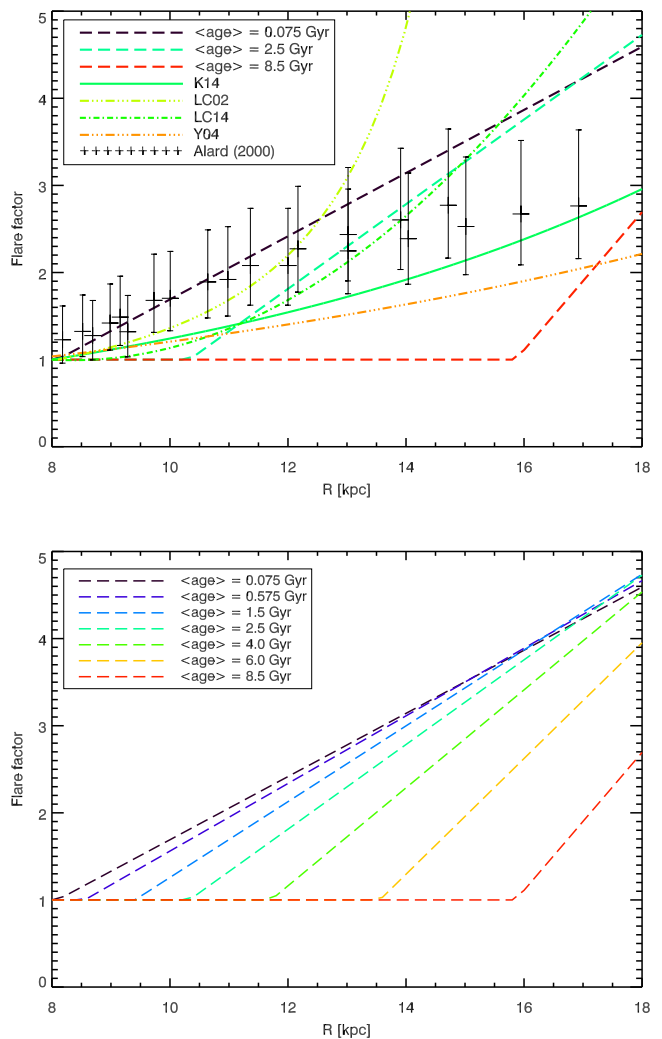 5
4
3
2
1
0
Flare factor
<age> = 0.075 Gyr
<age> = 2.5 Gyr
<age> = 8.5 Gyr
K14
LC02
LC14
Y04
Alard (2000)
8
10
12
14
16
18
R [kpc]
5
4
3
2
1
0
Flare factor
<age> = 0.075 Gyr
<age> = 0.575 Gyr
<age> = 1.5 Gyr
<age> = 2.5 Gyr
<age> = 4.0 Gyr
<age> = 6.0 Gyr
<age> = 8.5 Gyr
8
10
12
14
16
18
R [kpc]